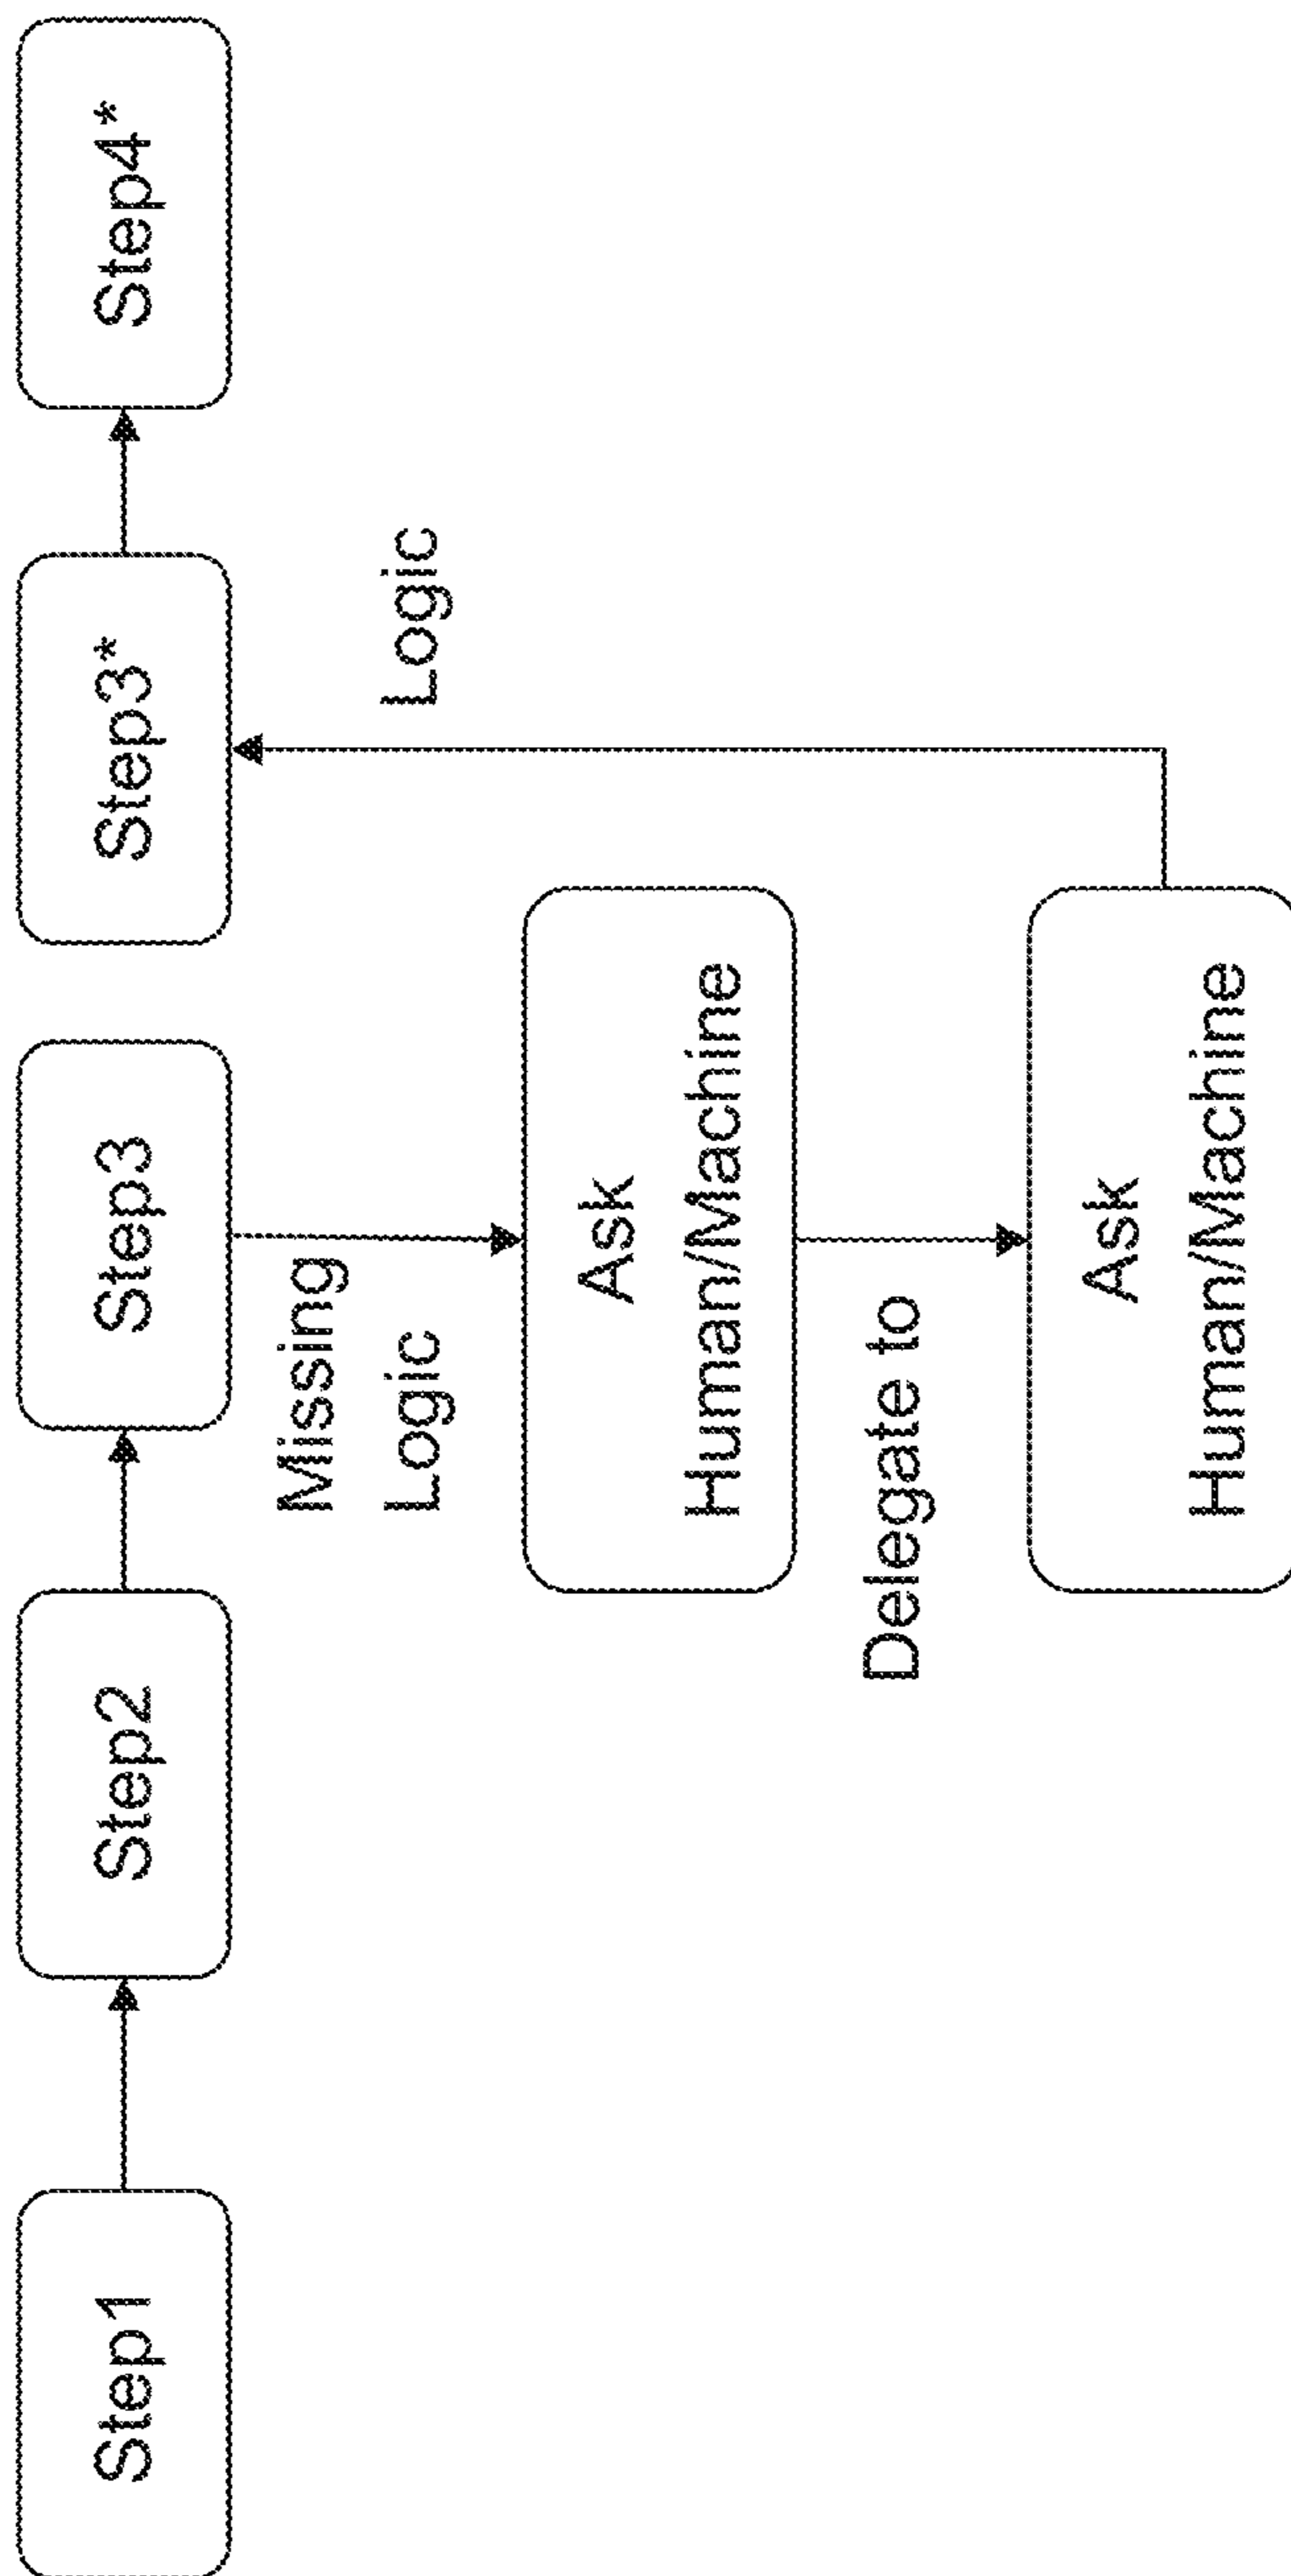 Step1
Step2
Step3
Step3*
Step4*
Missing
Logic
Logic
Ask
Human/Machine
Delegate to
Ask
Human/Machine